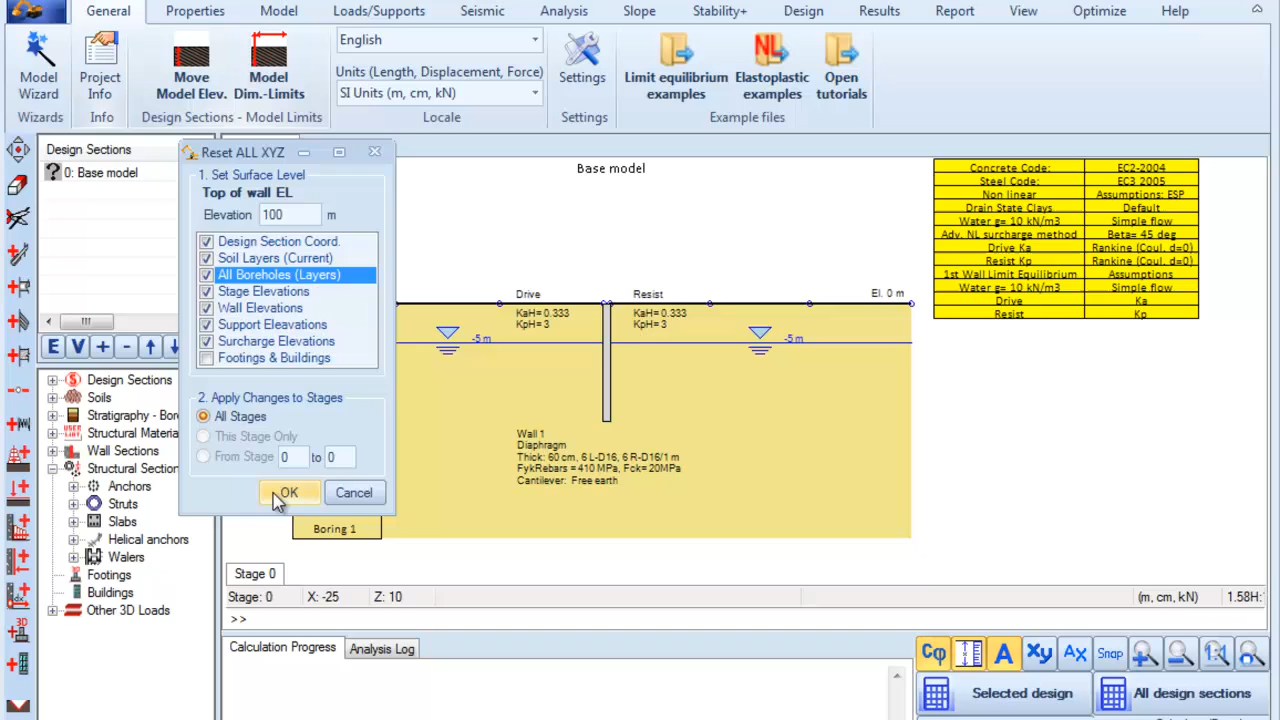 General Properties Model Loads/Supports Seismic Analysis Slope Stability+ Design Results Report View Optimize Help
Model Wizard
Project Info
Move Model Elev.
Model Dim.-Limits
English
Units (Length, Displacement, Force)
SI Units (m, cm, kN)
Settings
Limit equilibrium examples
NL
Elastoplastic examples
Open tutorials
Wizards Info Design Sections - Model Limits Locale Settings Example files
Design Sections
0: Base model
E V + -
Design Sections
Soils
Stratigraphy - Bor
Structural Materia
Wall Sections
Structural Section
Anchors
Struts
Slabs
Helical anchors
Walers
Footings
Buildings
Other 3D Loads
3D
Reset ALL XYZ
1. Set Surface Level
Top of wall EL
Elevation 100 m
Design Section Coord.
Soil Layers (Current)
All Boreholes (Layers)
Stage Elevations
Wall Elevations
Support Eleavations
Surcharge Elevations
Footings & Buildings
2. Apply Changes to Stages
All Stages
This Stage Only
From Stage 0 to 0
OK Cancel
Base model
Concrete Code: EC2-2004
Steel Code: EC3 2005
Non linear Assumptions: ESP
Drain State Clays Default
Water g= 10 kN/m3 Simple flow
Adv. NL surcharge method Beta= 45 deg
Drive Ka Rankine (Coul. d=0)
Resist Kp Rankine (Coul. d=0)
1st Wall Limit Equilibrium Assumptions
Water g= 10 kN/m3 Simple flow
Drive Ka
Resist Kp
Drive Resist El. 0 m
KaH= 0.333 KaH= 0.333
KpH= 3 KpH= 3
-5 m -5 m
Wall 1
Diaphragm
Thick: 60 cm, 6 L-D16, 6 R-D16/1 m
FykRebars = 410 MPa, Fck= 20MPa
Cantilever: Free earth
Boring 1
Stage 0
Stage: 0 X: -25 Z: 10 (m, cm, kN) 1.58H:
>>
Calculation Progress Analysis Log
Cφ A Xy Ax Snap 1:1
Selected design All design sections